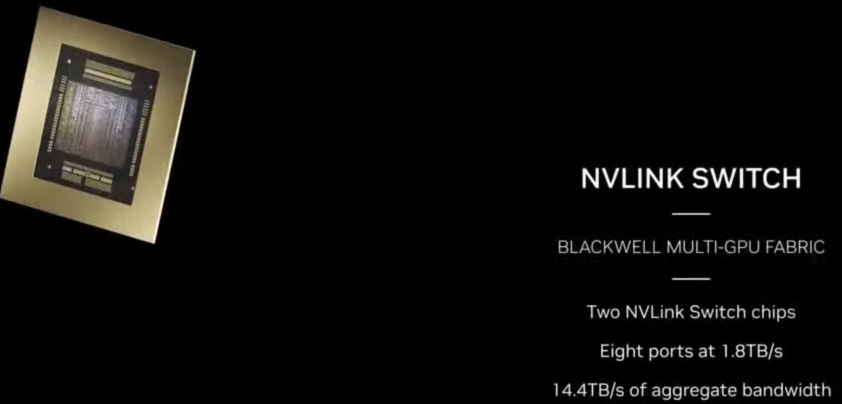 NVLINK SWITCH
BLACKWELL MULTI-GPU FABRIC
Two NVLink Switch chips
Eight ports at 1.8TB/s
14.4TB/s of aggregate bandwidth